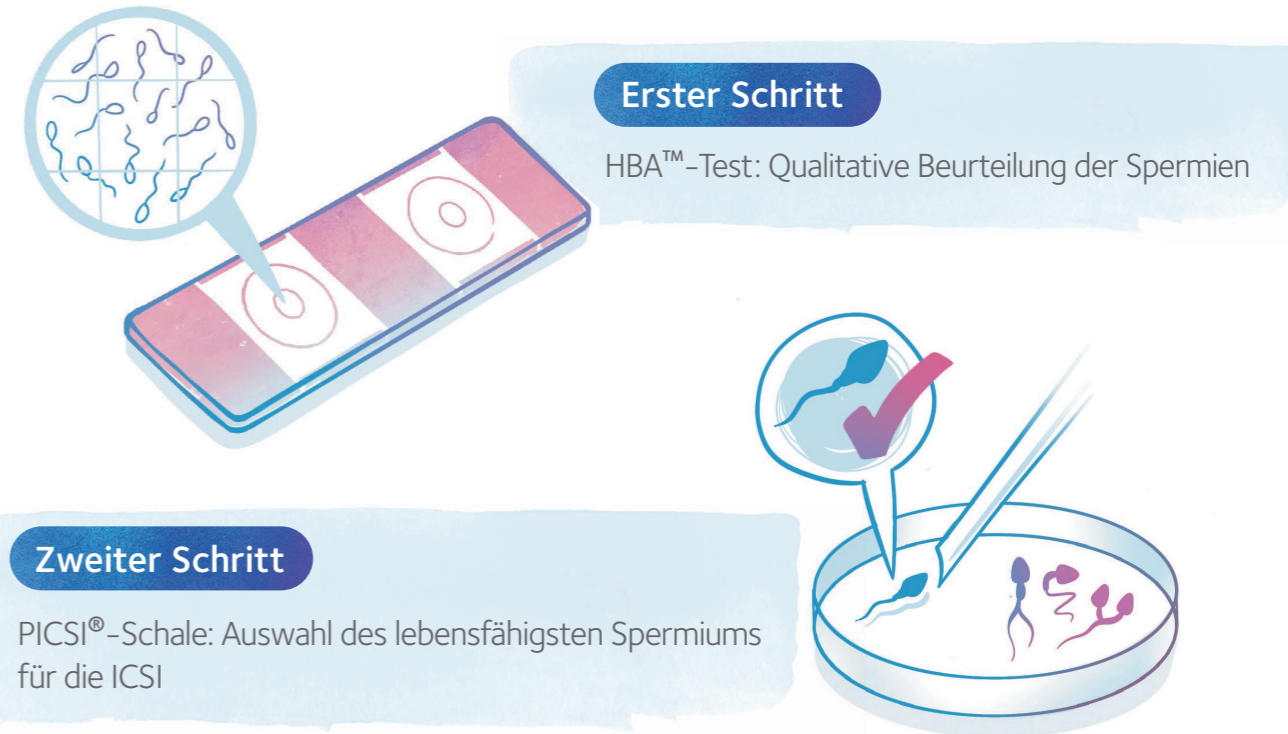 Erster Schritt
HBA™-Test: Qualitative Beurteilung der Spermien
Zweiter Schritt
PICSI®-Schale: Auswahl des lebensfähigsten Spermiums
für die ICSI